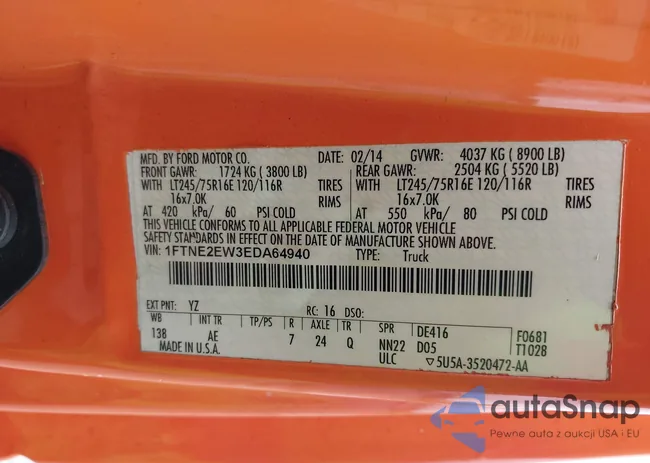 MFD. BY FORD MOTOR CO. DATE: 02/14 GVWR: 4037 KG ( 8900 LB)
FRONT GAWR: 1724 KG ( 3800 LB) REAR GAWR: 2504 KG ( 5520 LB)
WITH LT245/75R16E 120/116R TIRES WITH LT245/75R16E 120/116R TIRES
16x7.0K RIMS 16x7.0K RIMS
AT 420 kPa/ 60 PSI COLD AT 550 kPa/ 80 PSI COLD
THIS VEHICLE CONFORMS TO ALL APPLICABLE FEDERAL MOTOR VEHICLE
SAFETY STANDARDS IN EFFECT ON THE DATE OF MANUFACTURE SHOWN ABOVE.
VIN: 1FTNE2EW3EDA64940 TYPE: Truck
EXT PNT: YZ RC: 16 DSO:
WB INT TR TP/PS R AXLE TR SPR DE416 F0681
138 AE 7 24 Q NN22 D05 T1028
MADE IN U.S.A. ULC ▽5U5A-3520472-AA
autoSnap
Pewne auta z aukcji USA i EU